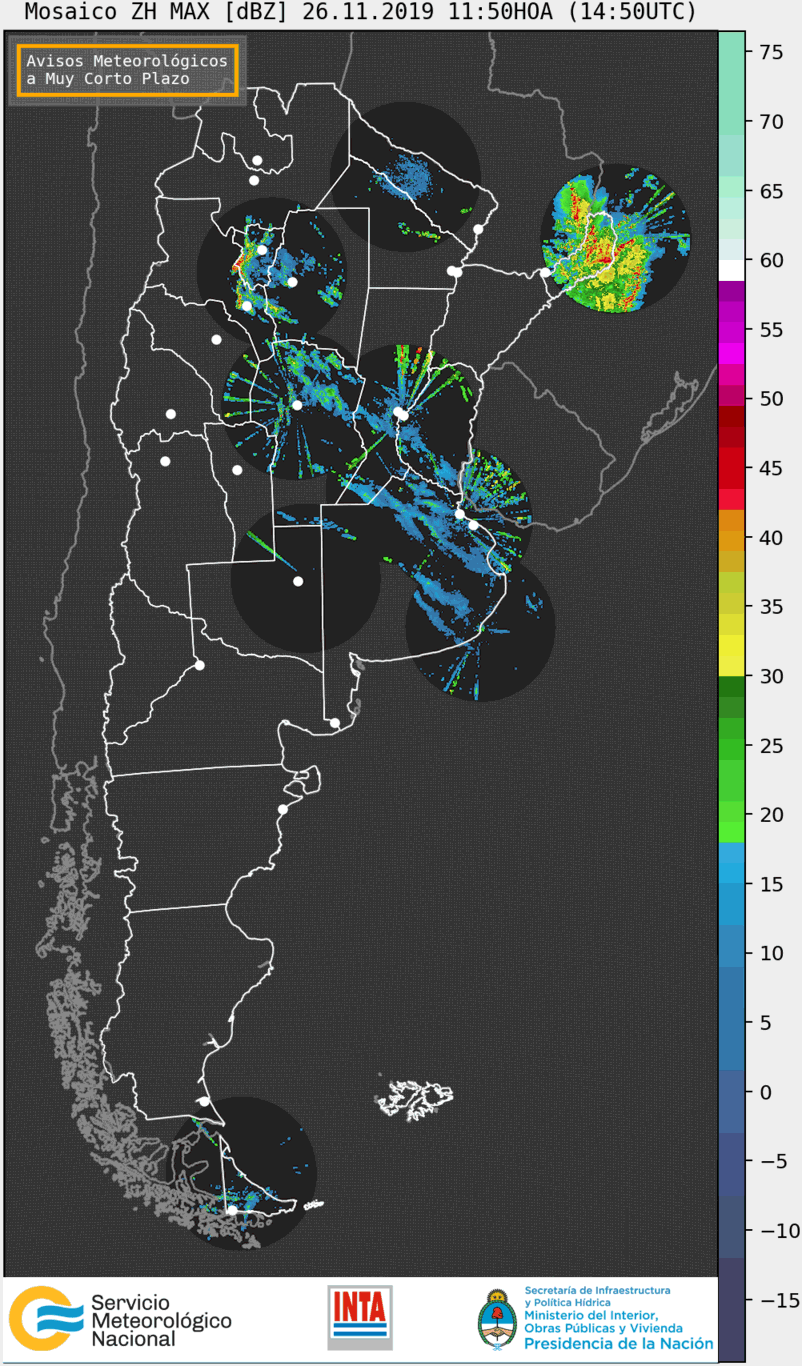 Mosaico ZH MAX [dBZ] 26.11.2019 11:50HOA (14:50UTC)
Avisos Meteorológicos
a Muy Corto Plazo
75
70
65
60
55
50
45
40
35
30
25
20
15
10
5
0
−5
−10
−15
Servicio
Meteorológico
Nacional
INTA
Secretaría de Infraestructura
y Política Hídrica
Ministerio del Interior,
Obras Públicas y Vivienda
Presidencia de la Nación